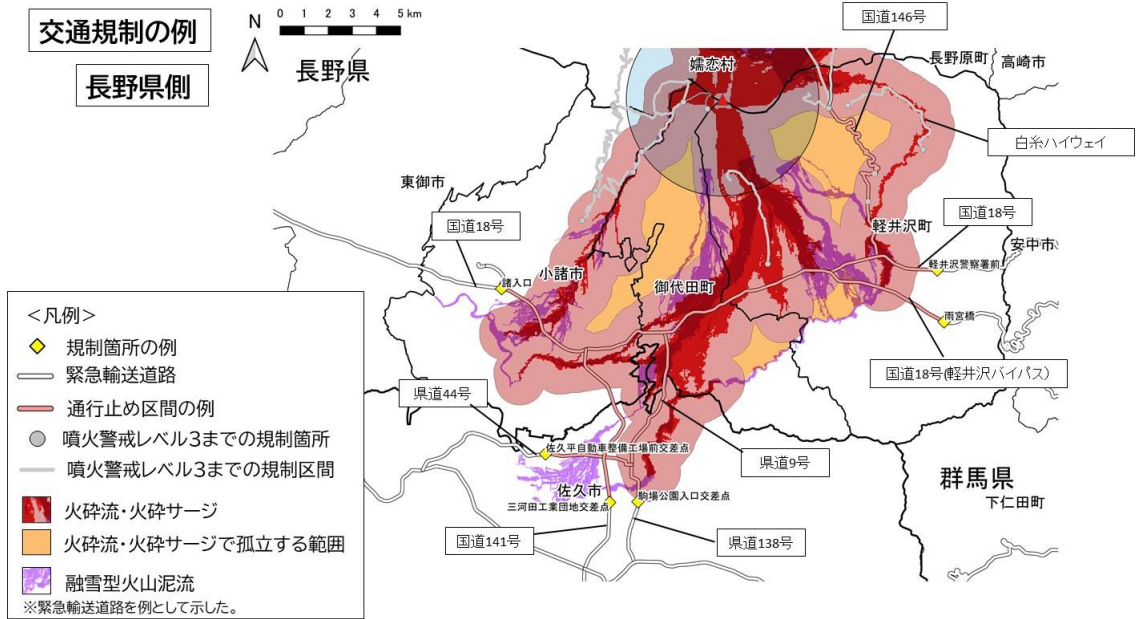 交通規制の例
長野県側
N
0 1 2 3 4 5 km
国道146号
長野県
嬬恋村
長野原町
高崎市
白糸ハイウェイ
東御市
国道18号
国道18号
軽井沢町
安中市
諸入口
小諸市
御代田町
軽井沢警察署前
雨宮橋
国道18号(軽井沢バイパス)
県道44号
佐久平自動車整備工場前交差点
県道9号
佐久市
駒場公園入口交差点
三河田工業団地交差点
群馬県
下仁田町
国道141号
県道138号
<凡例>
規制箇所の例
緊急輸送道路
通行止め区間の例
噴火警戒レベル3までの規制箇所
噴火警戒レベル3までの規制区間
火砕流・火砕サージ
火砕流・火砕サージで孤立する範囲
融雪型火山泥流
※緊急輸送道路を例として示した。